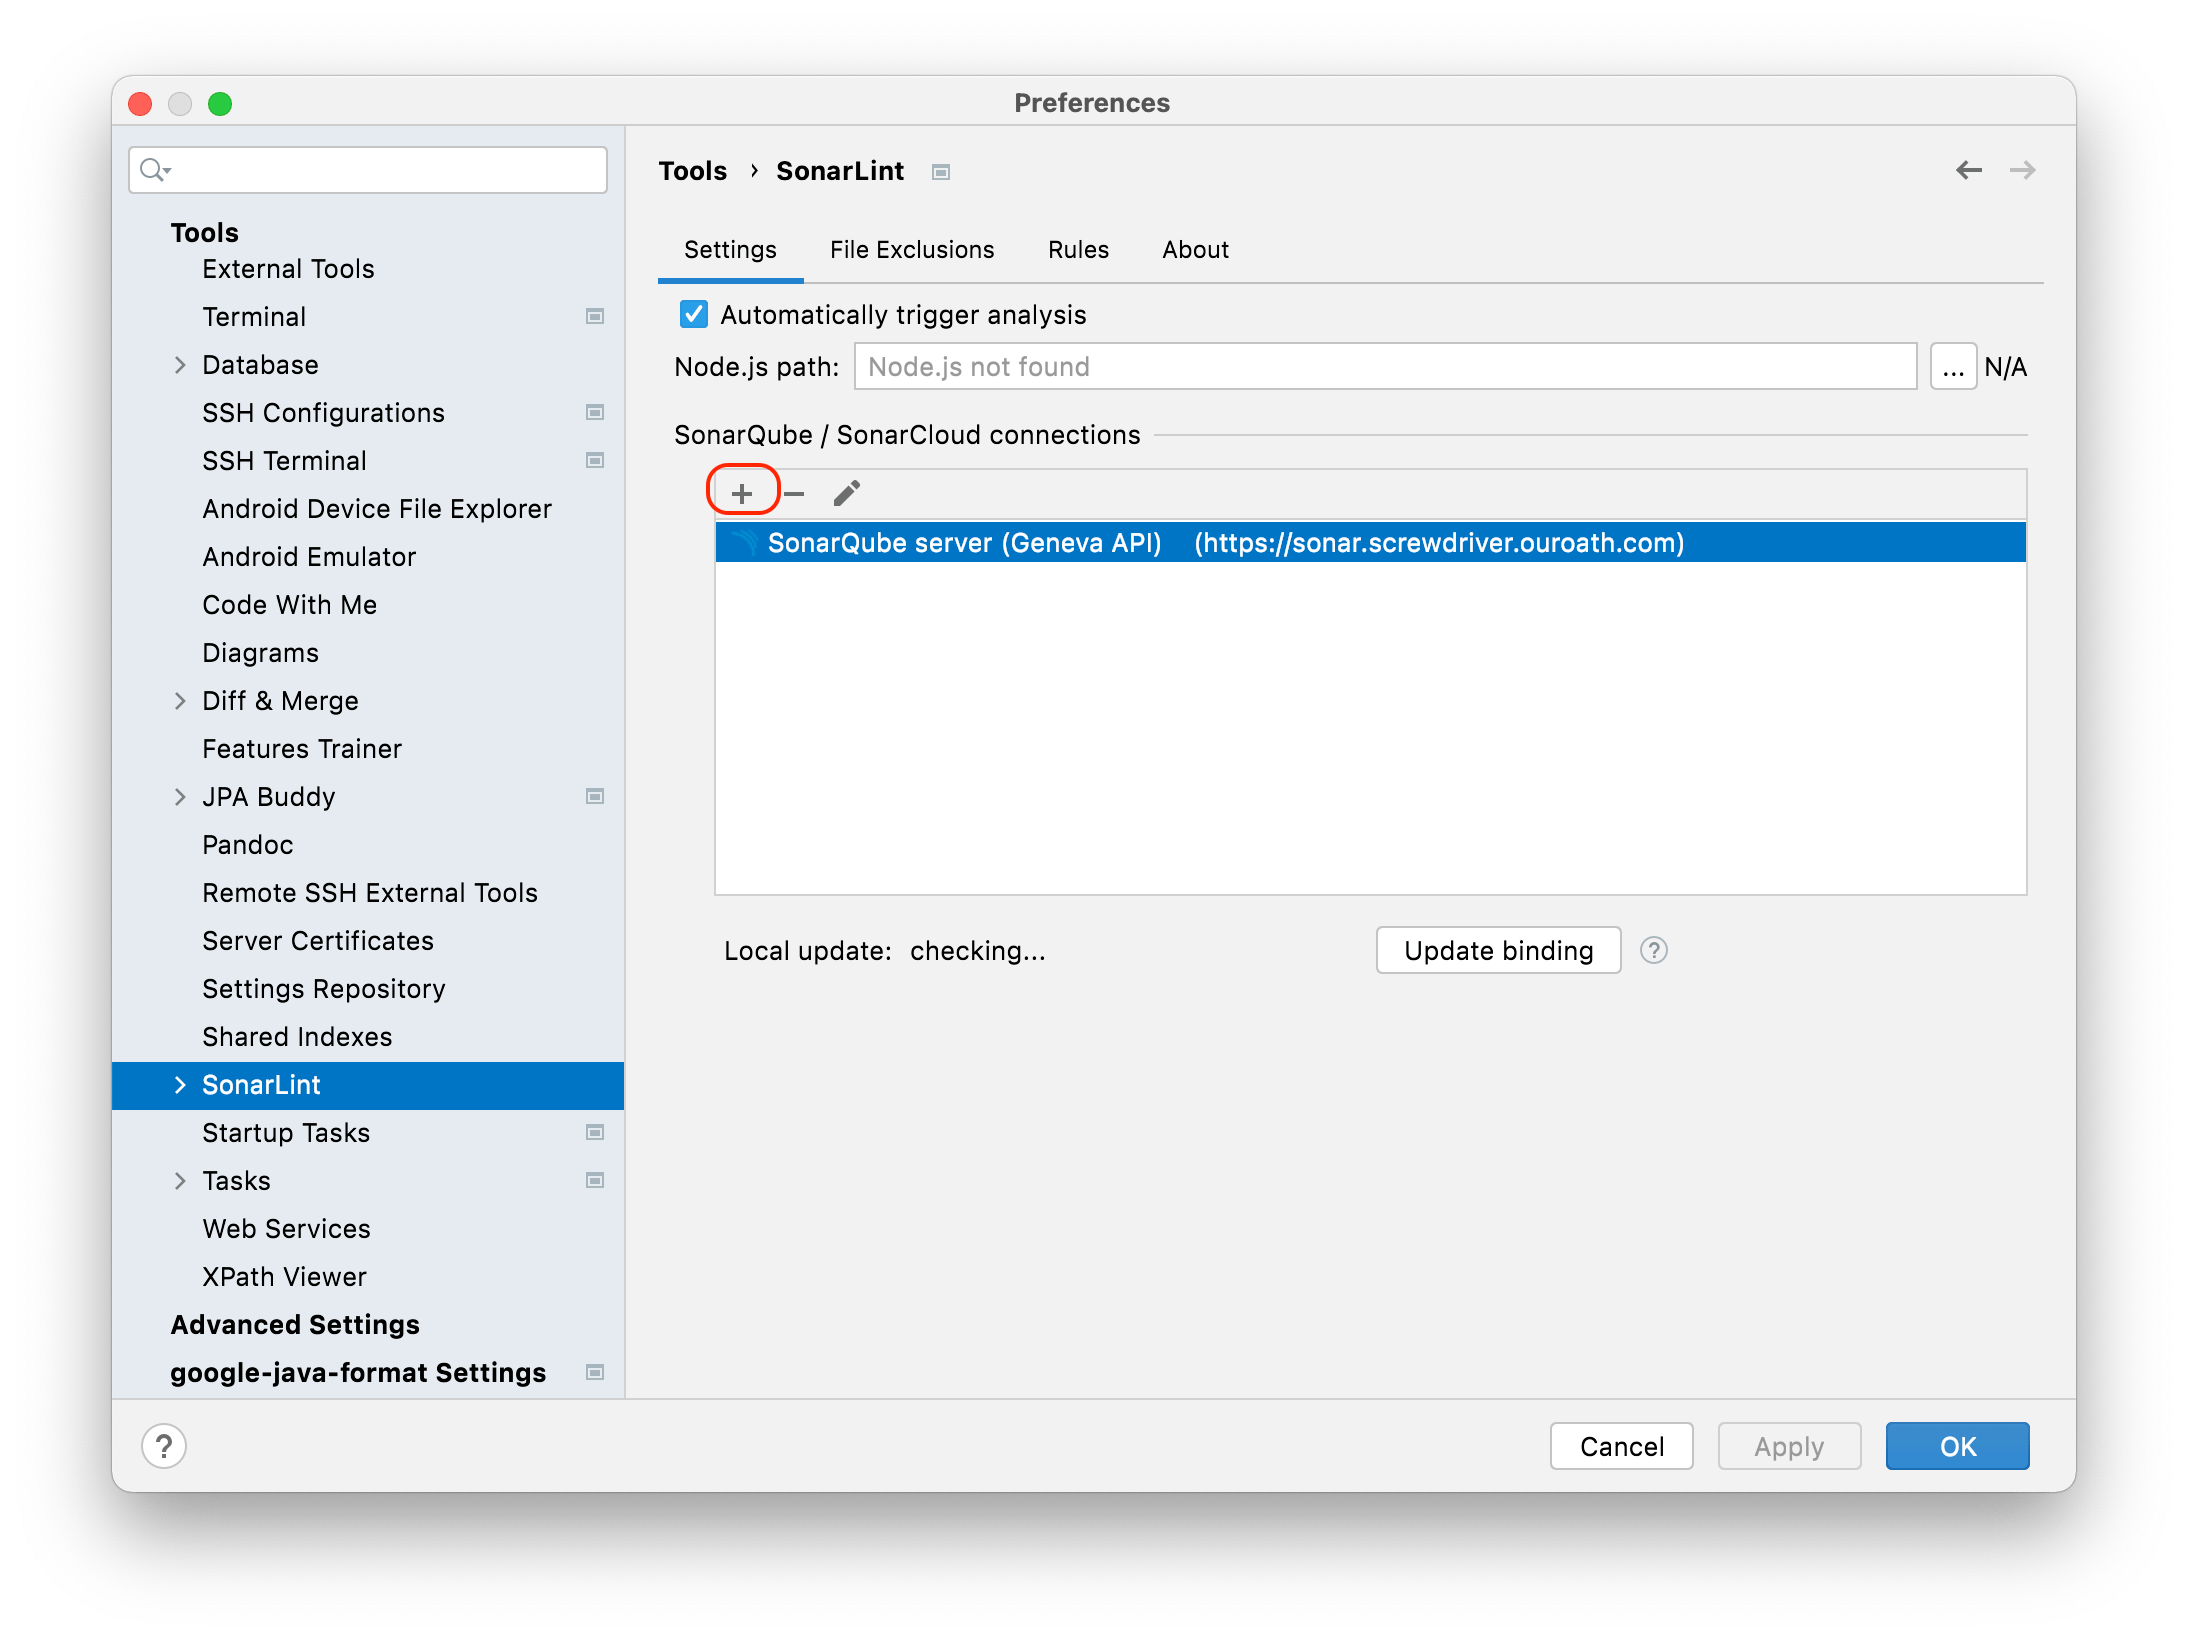 Preferences
Tools
External Tools
Terminal
Database
SSH Configurations
SSH Terminal
Android Device File Explorer
Android Emulator
Code With Me
Diagrams
Diff & Merge
Features Trainer
JPA Buddy
Pandoc
Remote SSH External Tools
Server Certificates
Settings Repository
Shared Indexes
SonarLint
Startup Tasks
Tasks
Web Services
XPath Viewer
Advanced Settings
google-java-format Settings
Tools › SonarLint
Settings File Exclusions Rules About
Automatically trigger analysis
Node.js path: Node.js not found ... N/A
SonarQube / SonarCloud connections
SonarQube server (Geneva API) (https://sonar.screwdriver.ouroath.com)
Local update: checking... Update binding ?
? Cancel Apply OK